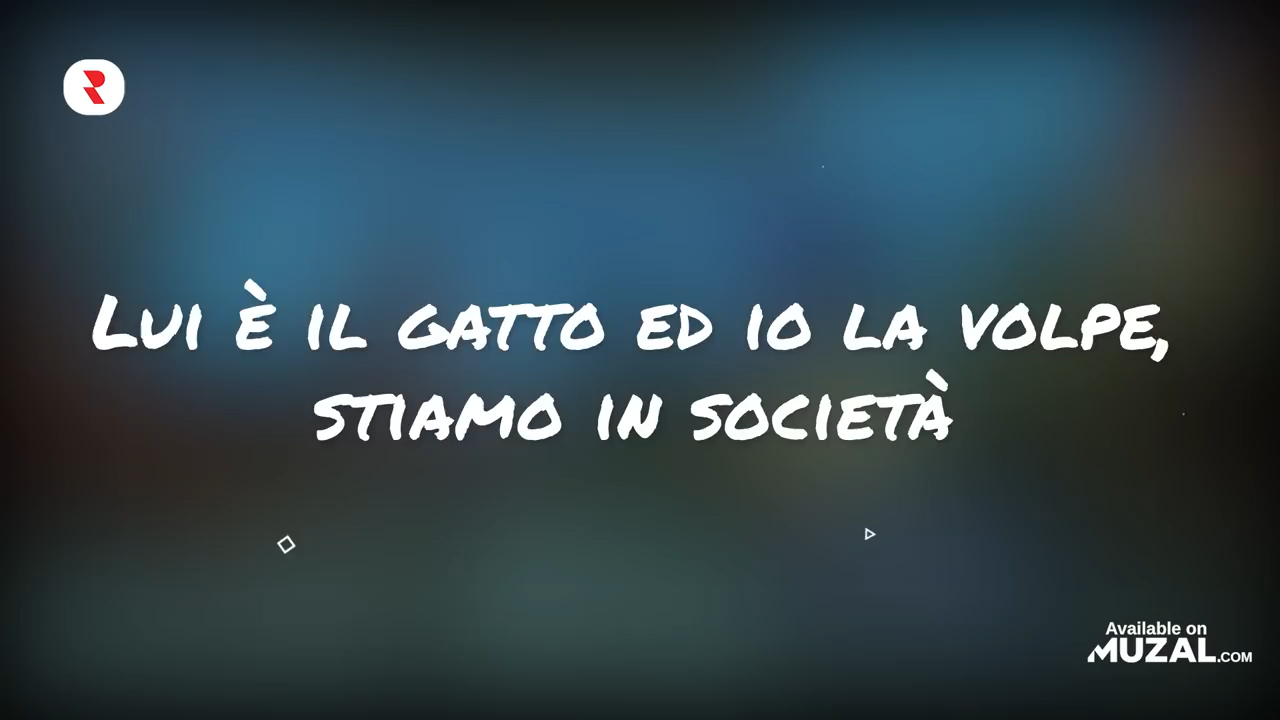 Lui è il gatto ed io la volpe,
stiamo in società
Available on
MUZAL.COM